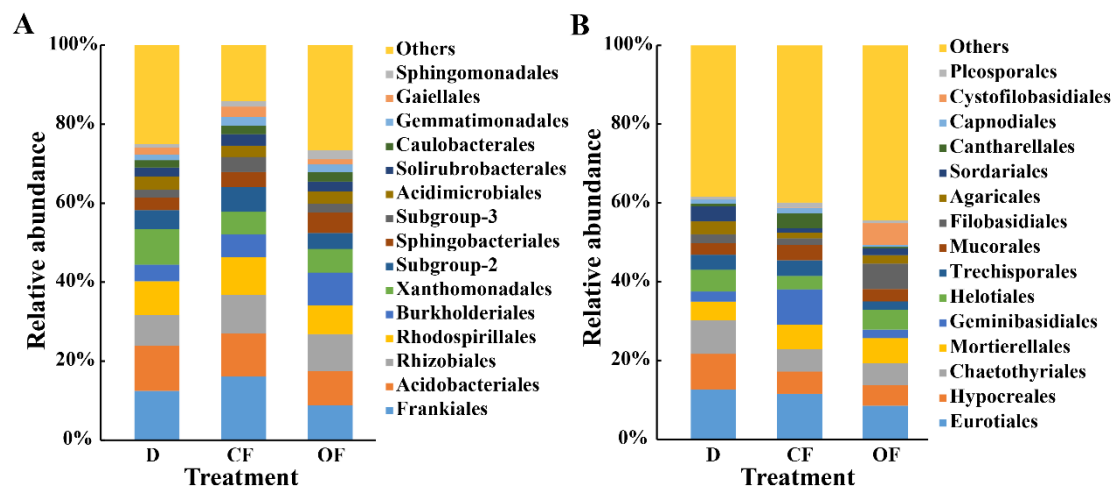 A
Relative abundance
100%
80%
60%
40%
20%
0%
D
CF
OF
Treatment
Others
Sphingomonadales
Gaiellales
Gemmatimonadales
Caulobacterales
Solirubrobacterales
Acidimicrobiales
Subgroup-3
Sphingobacteriales
Subgroup-2
Xanthomonadales
Burkholderiales
Rhodospirillales
Rhizobiales
Acidobacteriales
Frankiales
B
Relative abundance
100%
80%
60%
40%
20%
0%
D
CF
OF
Treatment
Others
Pleosporales
Cystofilobasidiales
Capnodiales
Cantharellales
Sordariales
Agaricales
Filobasidiales
Mucorales
Trechisporales
Helotiales
Geminibasidiales
Mortierellales
Chaetothyriales
Hypocreales
Eurotiales